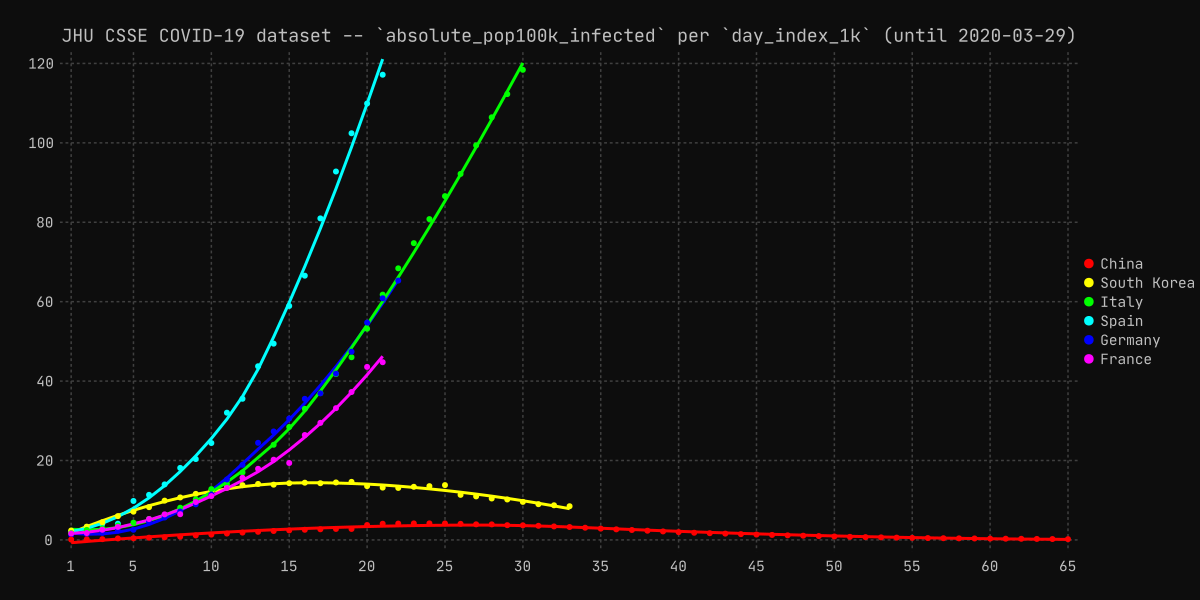 JHU CSSE COVID-19 dataset -- `absolute_pop100k_infected` per `day_index_1k` (until 2020-03-29)
120
100
80
60
40
20
0
1 5 10 15 20 25 30 35 40 45 50 55 60 65
China
South Korea
Italy
Spain
Germany
France